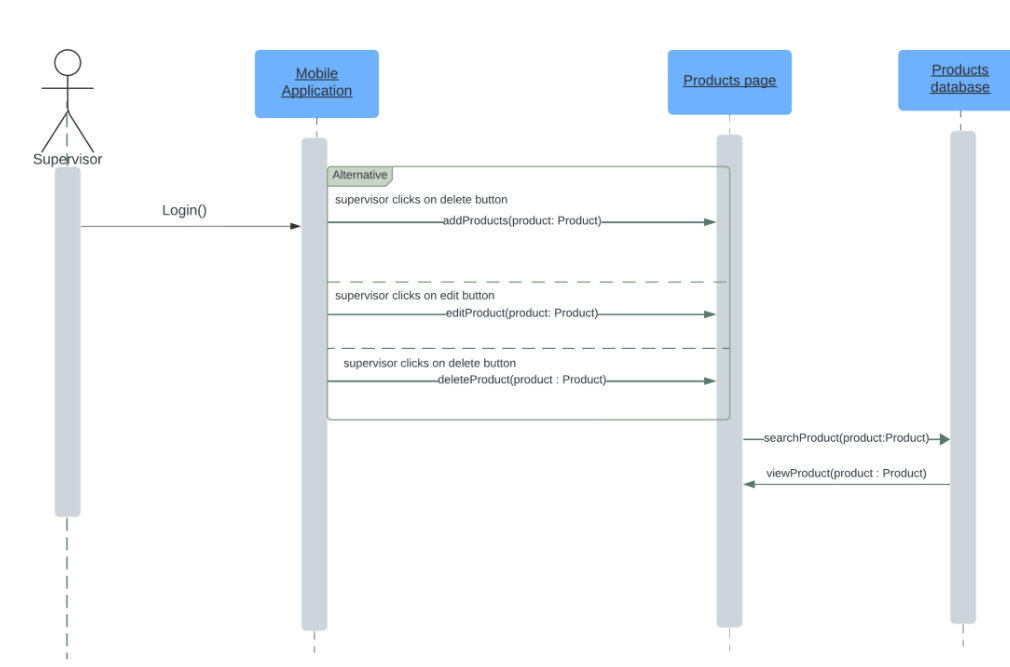 Mobile
Application
Products page
Products
database
Supervisor
Alternative
supervisor clicks on delete button
Login()
addProducts(product: Product)
supervisor clicks on edit button
editProduct(product: Product)
supervisor clicks on delete button
deleteProduct(product : Product)
searchProduct(product:Product)
viewProduct(product : Product)